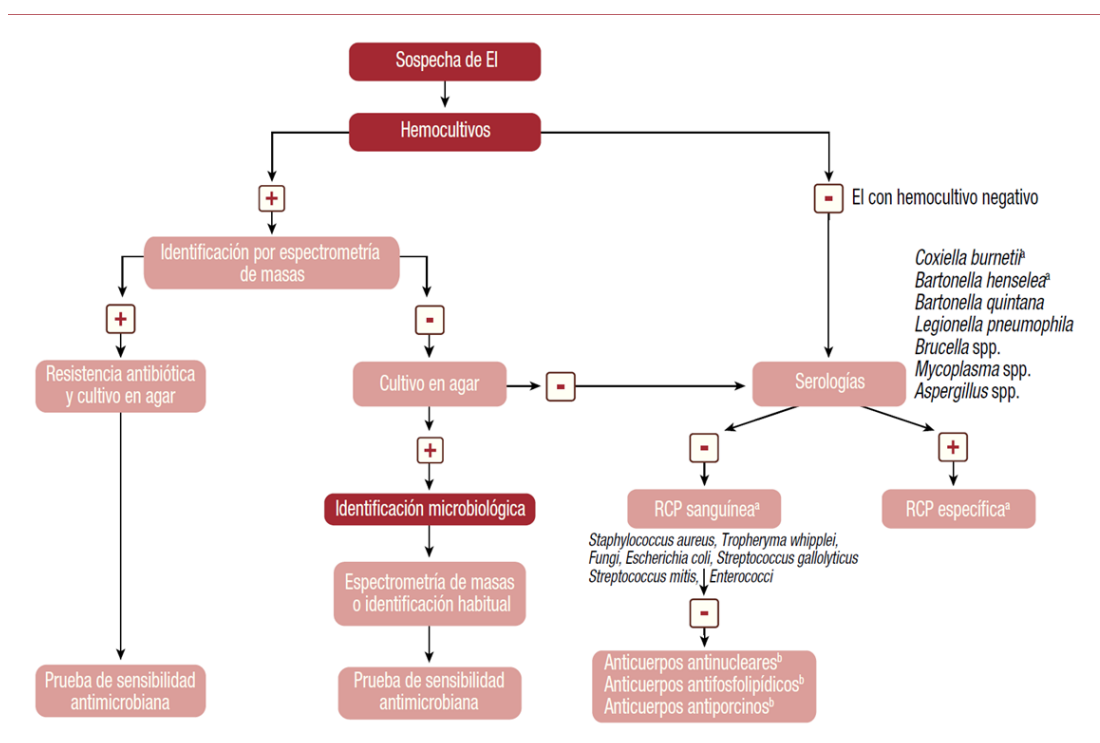 Sospecha de EI
Hemocultivos
+
-
EI con hemocultivo negativo
Identificación por espectrometría
de masas
+
-
Coxiella burnetiiª
Bartonella henseleaª
Bartonella quintana
Legionella pneumophila
Brucella spp.
Mycoplasma spp.
Aspergillus spp.
Resistencia antibiótica
y cultivo en agar
Cultivo en agar
-
Serologías
+
-
+
Identificación microbiológica
RCP sanguíneaª
RCP específicaª
Staphylococcus aureus, Tropheryma whipplei,
Fungi, Escherichia coli, Streptococcus gallolyticus
Streptococcus mitis, Enterococci
Espectrometría de masas
o identificación habitual
-
Prueba de sensibilidad
antimicrobiana
Prueba de sensibilidad
antimicrobiana
Anticuerpos antinuclearesᵇ
Anticuerpos antifosfolipídicosᵇ
Anticuerpos antiporcinosᵇ